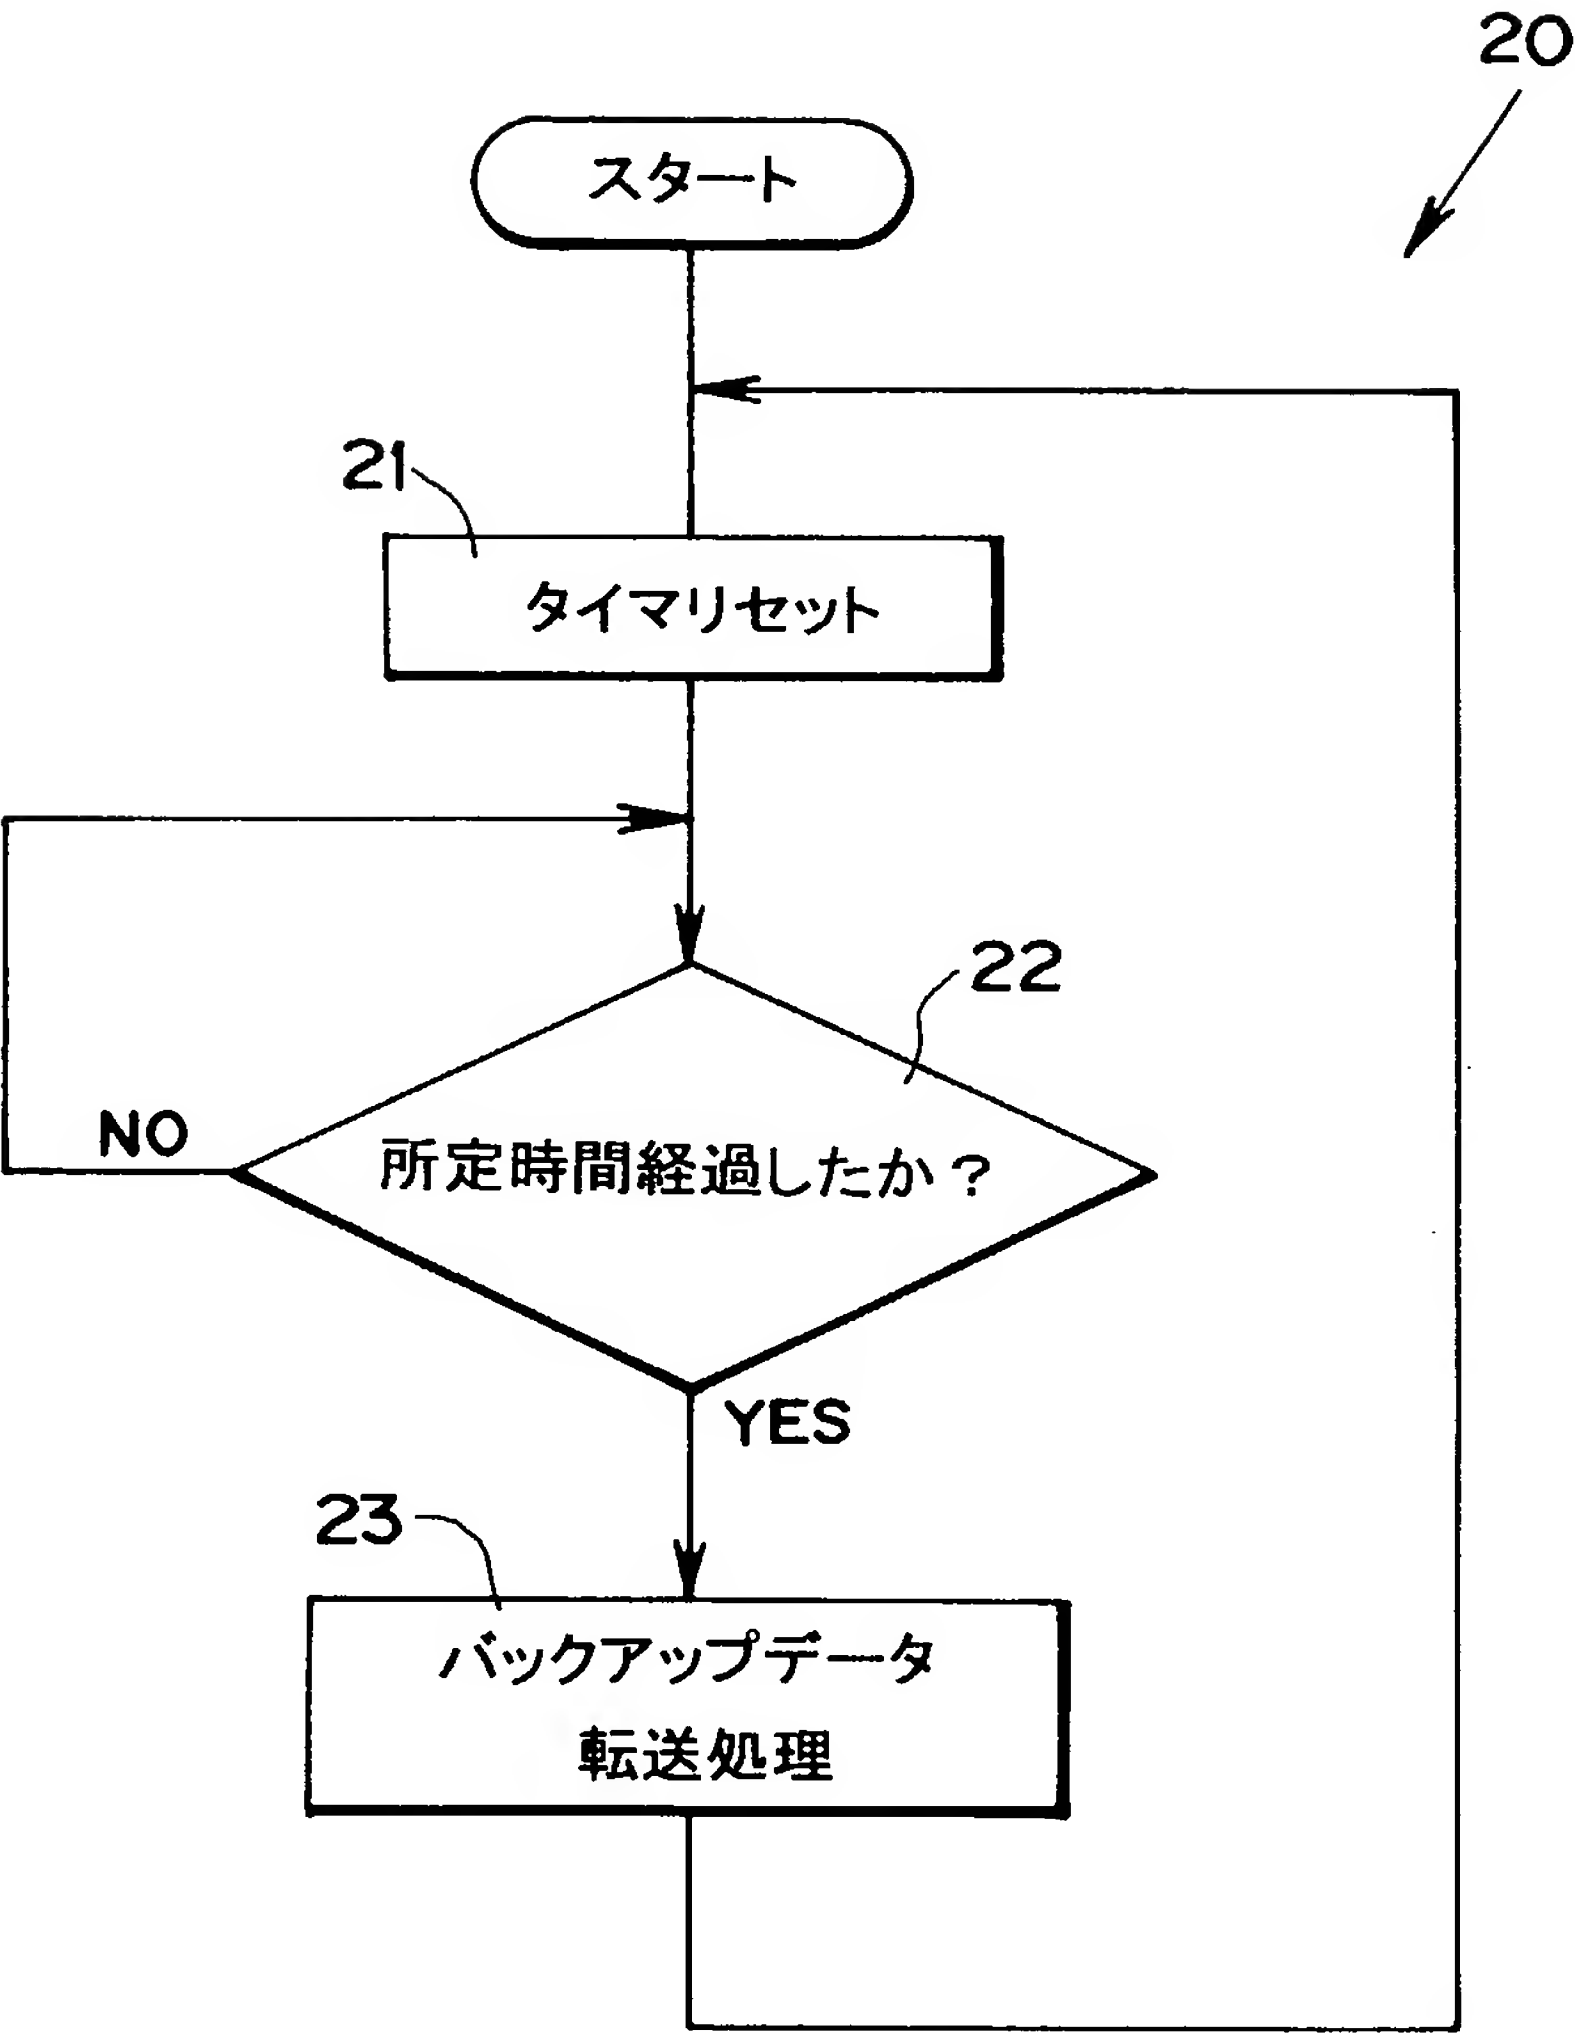 20
スタート
21
タイマリセット
22
NO
所定時間経過したか?
YES
23
バックアップデータ
転送処理